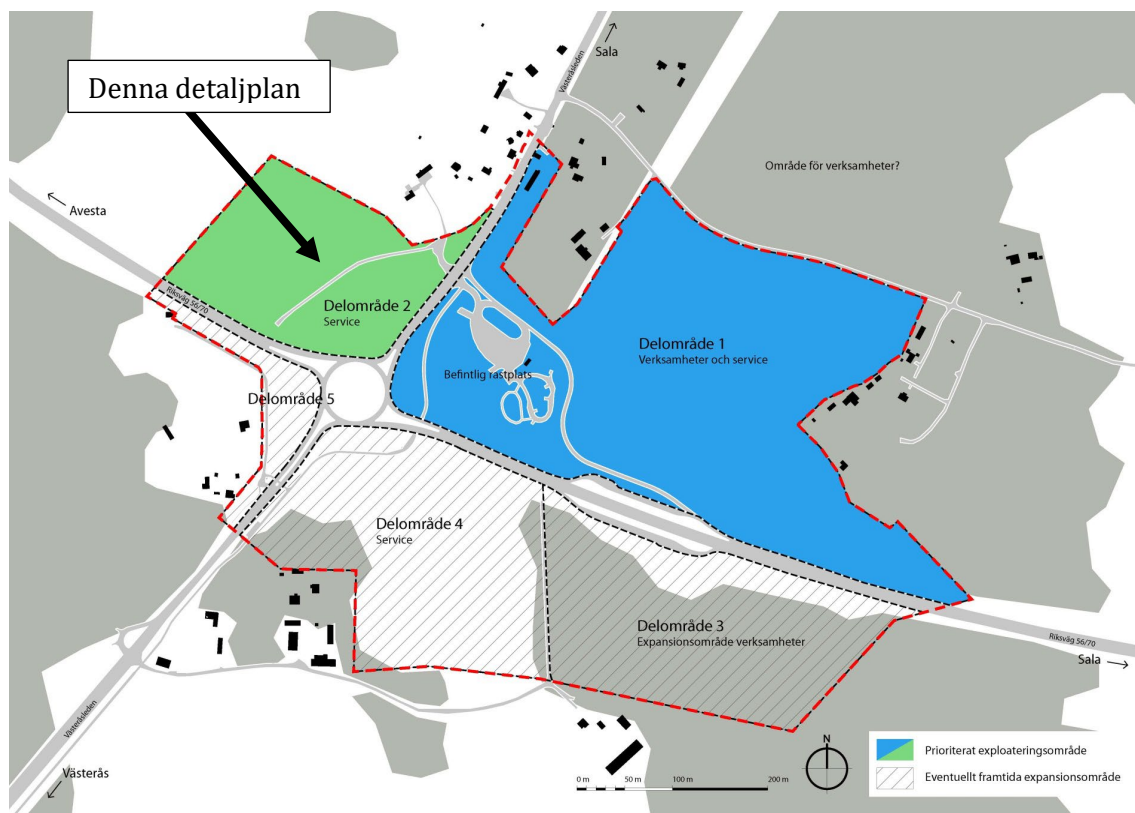 Denna detaljplan
Sala
Västeråsleden
Område för verksamheter?
Avesta
Riksväg 56/70
Delområde 2
Service
Delområde 1
Verksamheter och service
Befintlig rastplats
Delområde 5
Delområde 4
Service
Delområde 3
Expansionsområde verksamheter
Riksväg 56/70
Sala
Västeråsleden
Västerås
N
0 m 50 m 100 m 200 m
Prioriterat exploateringsområde
Eventuellt framtida expansionsområde